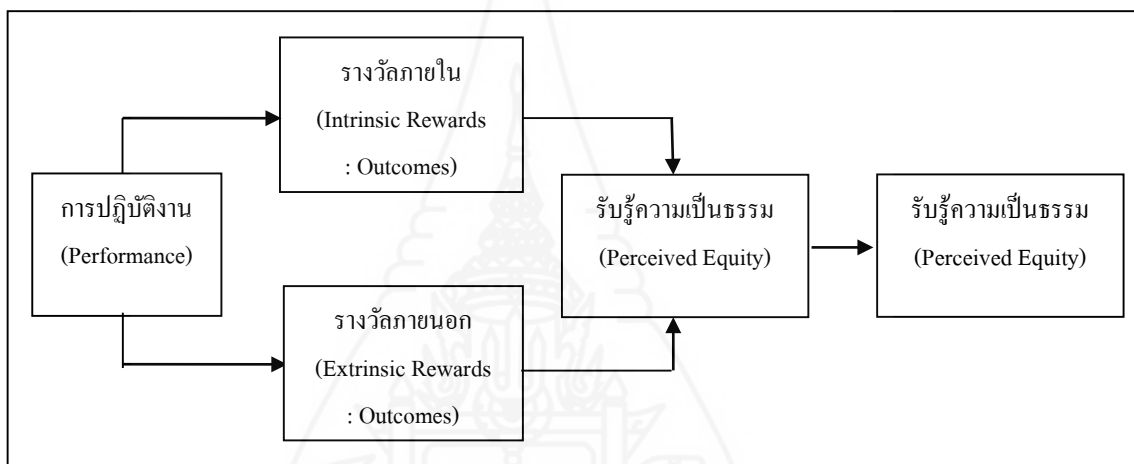 การปฏิบัติงาน
(Performance)
รางวัลภายใน
(Intrinsic Rewards
: Outcomes)
รางวัลภายนอก
(Extrinsic Rewards
: Outcomes)
รับรู้ความเป็นธรรม
(Perceived Equity)
รับรู้ความเป็นธรรม
(Perceived Equity)